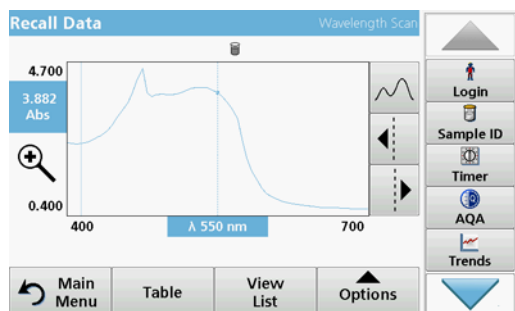 Recall Data
Wavelength Scan
4.700
3.882
Abs
0.400
400
λ 550 nm
700
Main
Menu
Table
View
List
Options
Login
Sample ID
Timer
AQA
Trends